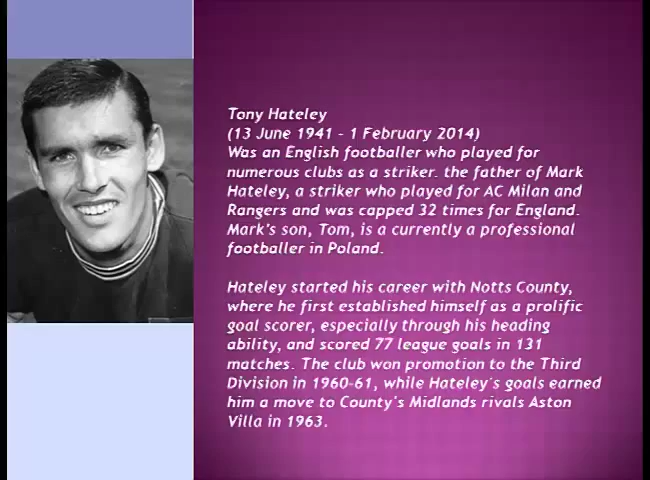 Tony Hateley
(13 June 1941 - 1 February 2014)
Was an English footballer who played for
numerous clubs as a striker. the father of Mark
Hateley, a striker who played for AC Milan and
Rangers and was capped 32 times for England.
Mark's son, Tom, is a currently a professional
footballer in Poland.
Hateley started his career with Notts County,
where he first established himself as a prolific
goal scorer, especially through his heading
ability, and scored 77 league goals in 131
matches. The club won promotion to the Third
Division in 1960-61, while Hateley's goals earned
him a move to County's Midlands rivals Aston
Villa in 1963.